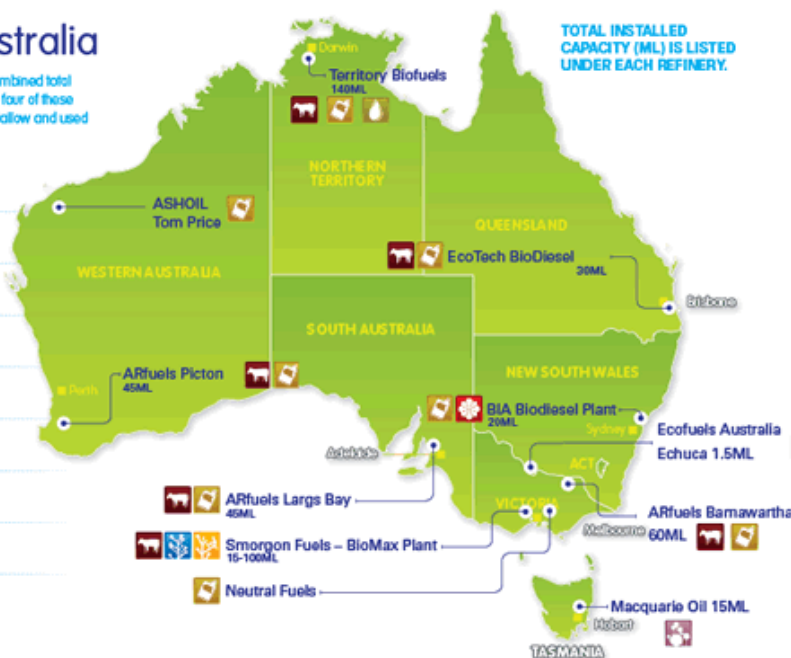 stralia
mbined total
four of these
allow and used
TOTAL INSTALLED
CAPACITY (ML) IS LISTED
UNDER EACH REFINERY.
Darwin
Territory Biofuels
140ML
NORTHERN
TERRITORY
ASHOIL
Tom Price
QUEENSLAND
EcoTech BioDiesel
30ML
WESTERN AUSTRALIA
Brisbane
SOUTH AUSTRALIA
NEW SOUTH WALES
ARfuels Picton
45ML
Perth
BIA Biodiesel Plant
20ML
Sydney
Ecofuels Australia
Echuca 1.5ML
Adelaide
ACT
ARfuels Largs Bay
45ML
VICTORIA
ARfuels Barnawartha
60ML
Melbourne
Smorgon Fuels – BioMax Plant
15-100ML
Neutral Fuels
Macquarie Oil 15ML
Hobart
TASMANIA